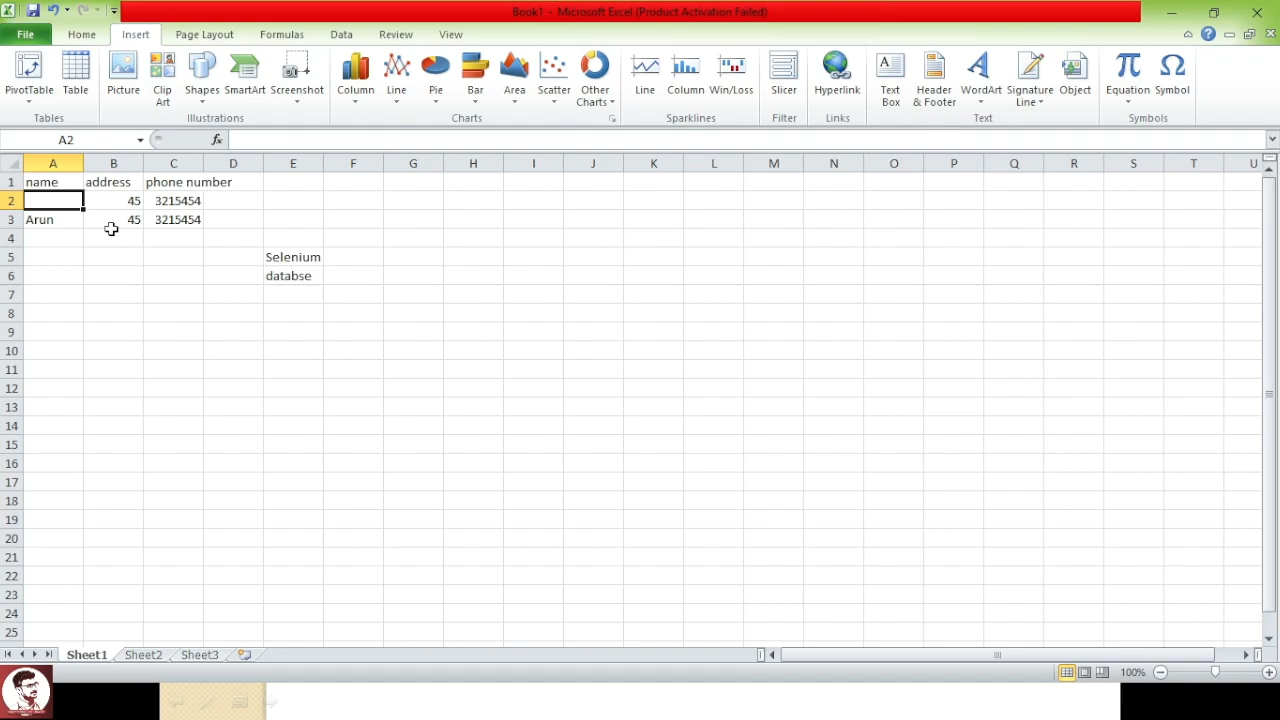 Book1 - Microsoft Excel (Product Activation Failed)
File Home Insert Page Layout Formulas Data Review View
PivotTable Table Picture Clip Art Shapes SmartArt Screenshot Column Line Pie Bar Area Scatter Other Charts Line Column Win/Loss Slicer Hyperlink Text Box Header & Footer WordArt Signature Line Object Equation Symbol
Tables Illustrations Charts Sparklines Filter Links Text Symbols
A2 fx
A B C D E F G H I J K L M N O P Q R S T U
1 name address phone number
2 45 3215454
3 Arun 45 3215454
4
5 Selenium
6 databse
7
8
9
10
11
12
13
14
15
16
17
18
19
20
21
22
23
24
25
Sheet1 Sheet2 Sheet3
100%